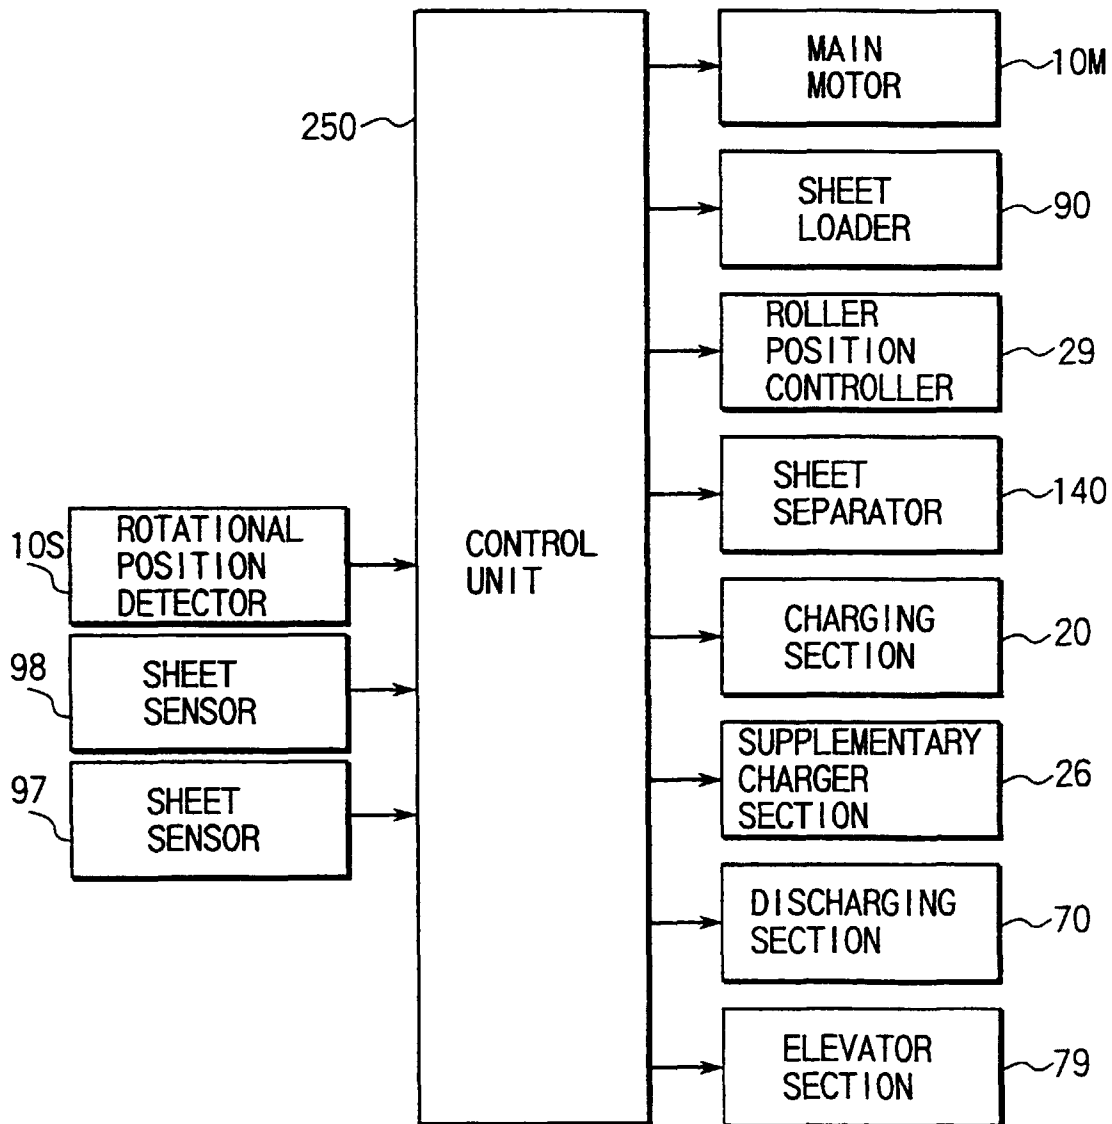 250
10S
ROTATIONAL
POSITION
DETECTOR
98
SHEET
SENSOR
97
SHEET
SENSOR
CONTROL
UNIT
MAIN
MOTOR
10M
SHEET
LOADER
90
ROLLER
POSITION
CONTROLLER
29
SHEET
SEPARATOR
140
CHARGING
SECTION
20
SUPPLEMENTARY
CHARGER
SECTION
26
DISCHARGING
SECTION
70
ELEVATOR
SECTION
79